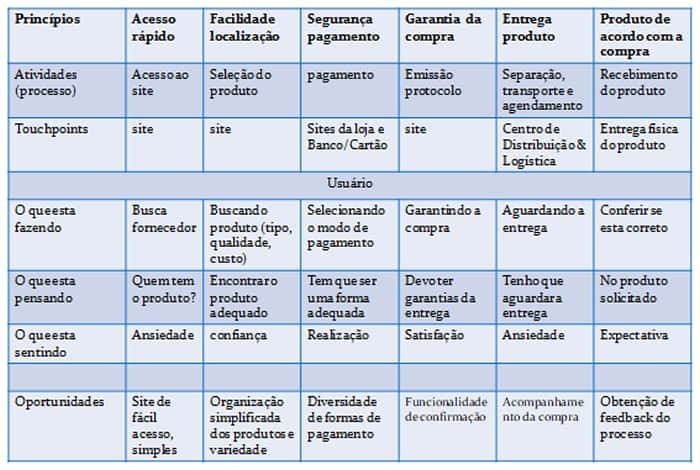 Princípios
Acesso
rápido
Facilidade
localização
Segurança
pagamento
Garantia da
compra
Entrega
produto
Produto de
acordo com a
compra
Atividades
(processo)
Acesso ao
site
Seleção do
produto
pagamento
Emissão
protocolo
Separação,
transporte e
agendamento
Recebimento
do produto
Touchpoints
site
site
Sites da loja e
Banco/Cartão
site
Centro de
Distribuição &
Logística
Entrega física
do produto
Usuário
O que esta
fazendo
Busca
fornecedor
Buscando
produto (tipo,
qualidade,
custo)
Selecionando
o modo de
pagamento
Garantindo a
compra
Aguardando a
entrega
Conferir se
esta correto
O que esta
pensando
Quem tem
o produto?
Encontrar o
produto
adequado
Tem que ser
uma forma
adequada
Devo ter
garantias da
entrega
Tenho que
aguardar a
entrega
No produto
solicitado
O que esta
sentindo
Ansiedade
confiança
Realização
Satisfação
Ansiedade
Expectativa
Oportunidades
Site de
fácil
acesso,
simples
Organização
simplificada
dos produtos e
variedade
Diversidade
de formas de
pagamento
Funcionalidade
de confirmação
Acompanhame
nto da compra
Obtenção de
feedback do
processo